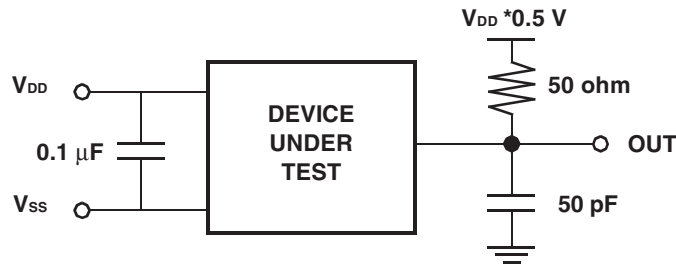 VDD *0.5 V
VDD
50 ohm
DEVICE
UNDER
TEST
0.1 μF
OUT
VSS
50 pF